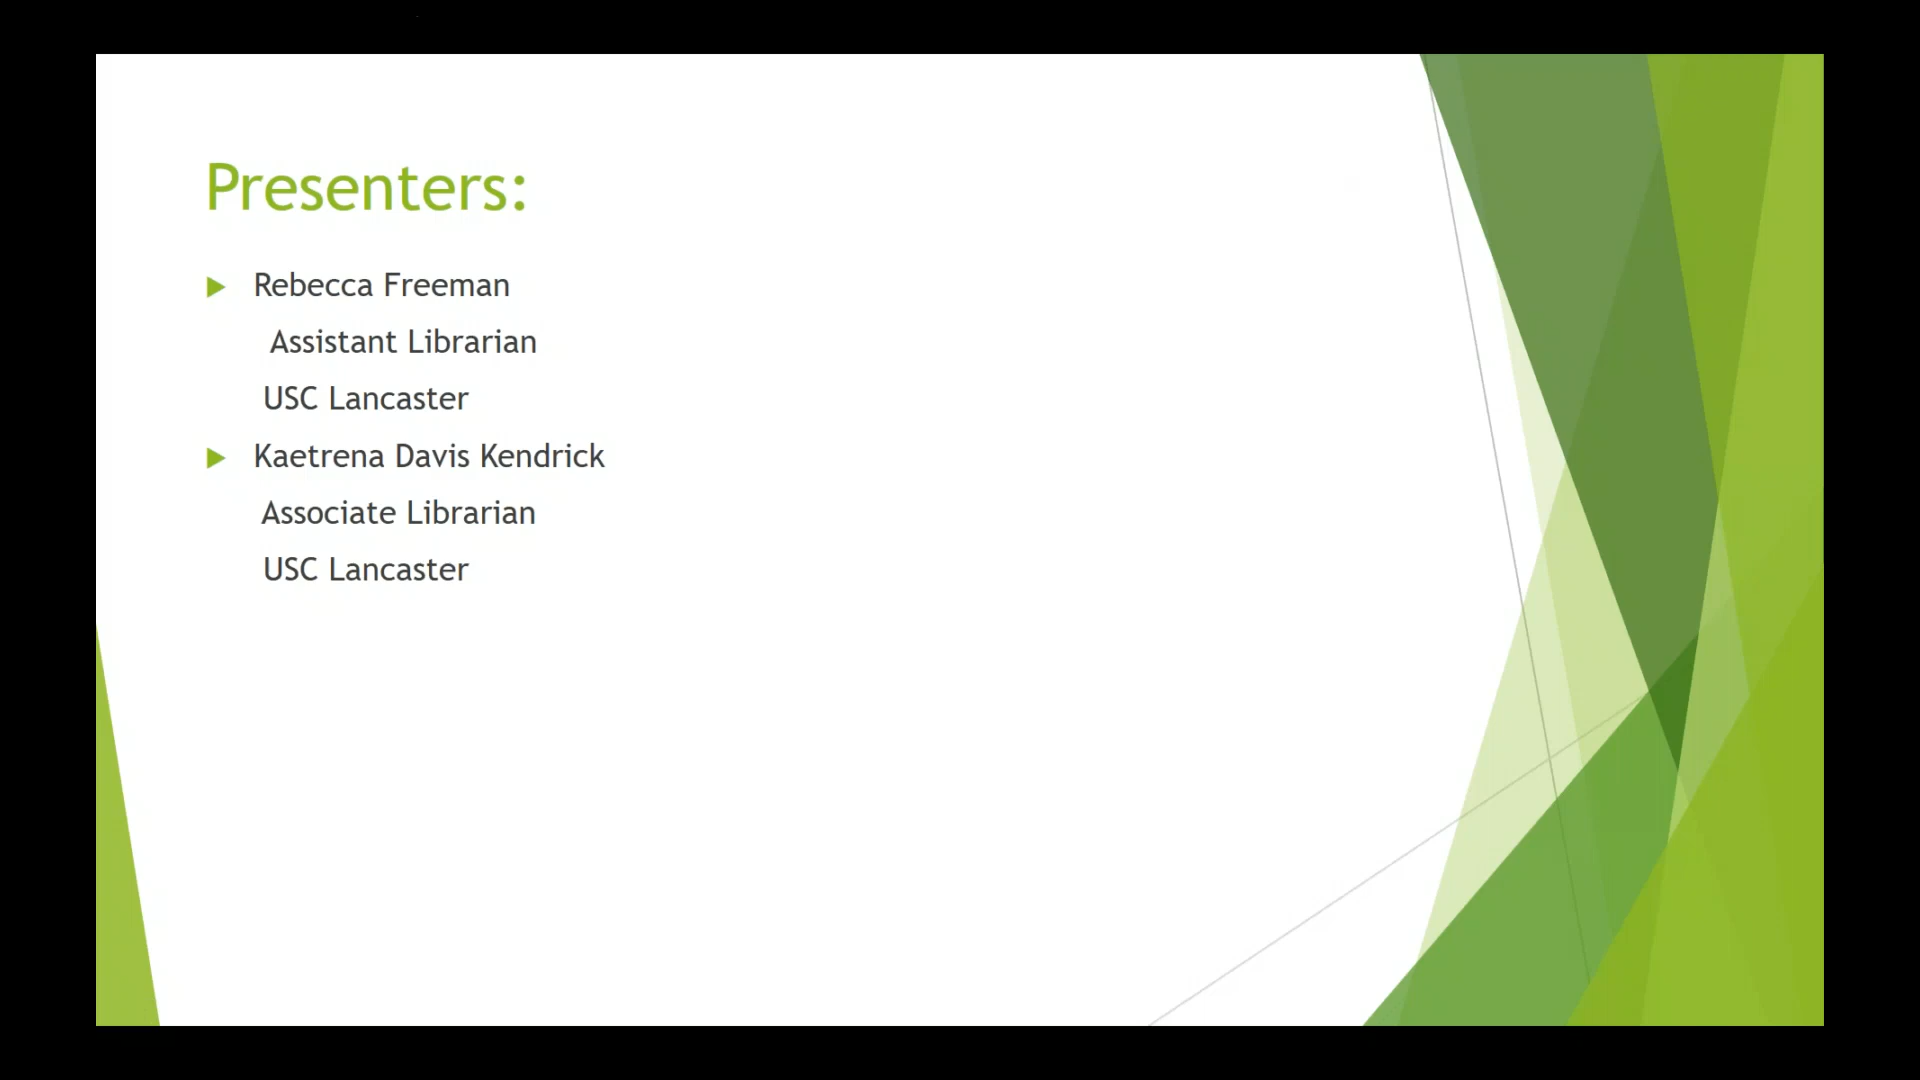 Presenters:
Rebecca Freeman
Assistant Librarian
USC Lancaster
Kaetrena Davis Kendrick
Associate Librarian
USC Lancaster